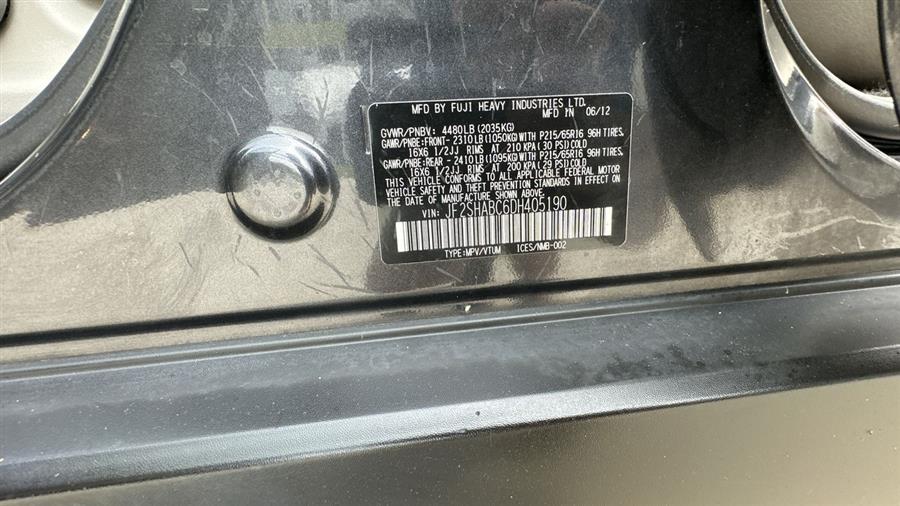 MFD BY FUJI HEAVY INDUSTRIES LTD.
MFD IN 06/12
GVWR/PNBV: 4480LB(2035KG)
GAWR/PNBE:FRONT-2310LB(1050KG)WITH P215/65R16 96H TIRES,
16X6 1/2JJ RIMS AT 210 KPA(30 PSI)COLD
GAWR/PNBE:REAR -2410LB(1095KG)WITH P215/65R16 96H TIRES,
16X6 1/2JJ RIMS AT 200 KPA(29 PSI)COLD
THIS VEHICLE CONFORMS TO ALL APPLICABLE FEDERAL MOTOR
VEHICLE SAFETY AND THEFT PREVENTION STANDARDS IN EFFECT ON
THE DATE OF MANUFACTURE SHOWN ABOVE.
VIN: JF2SHABC6DH405190
TYPE:MPV/VTUM ICES/NMB-002